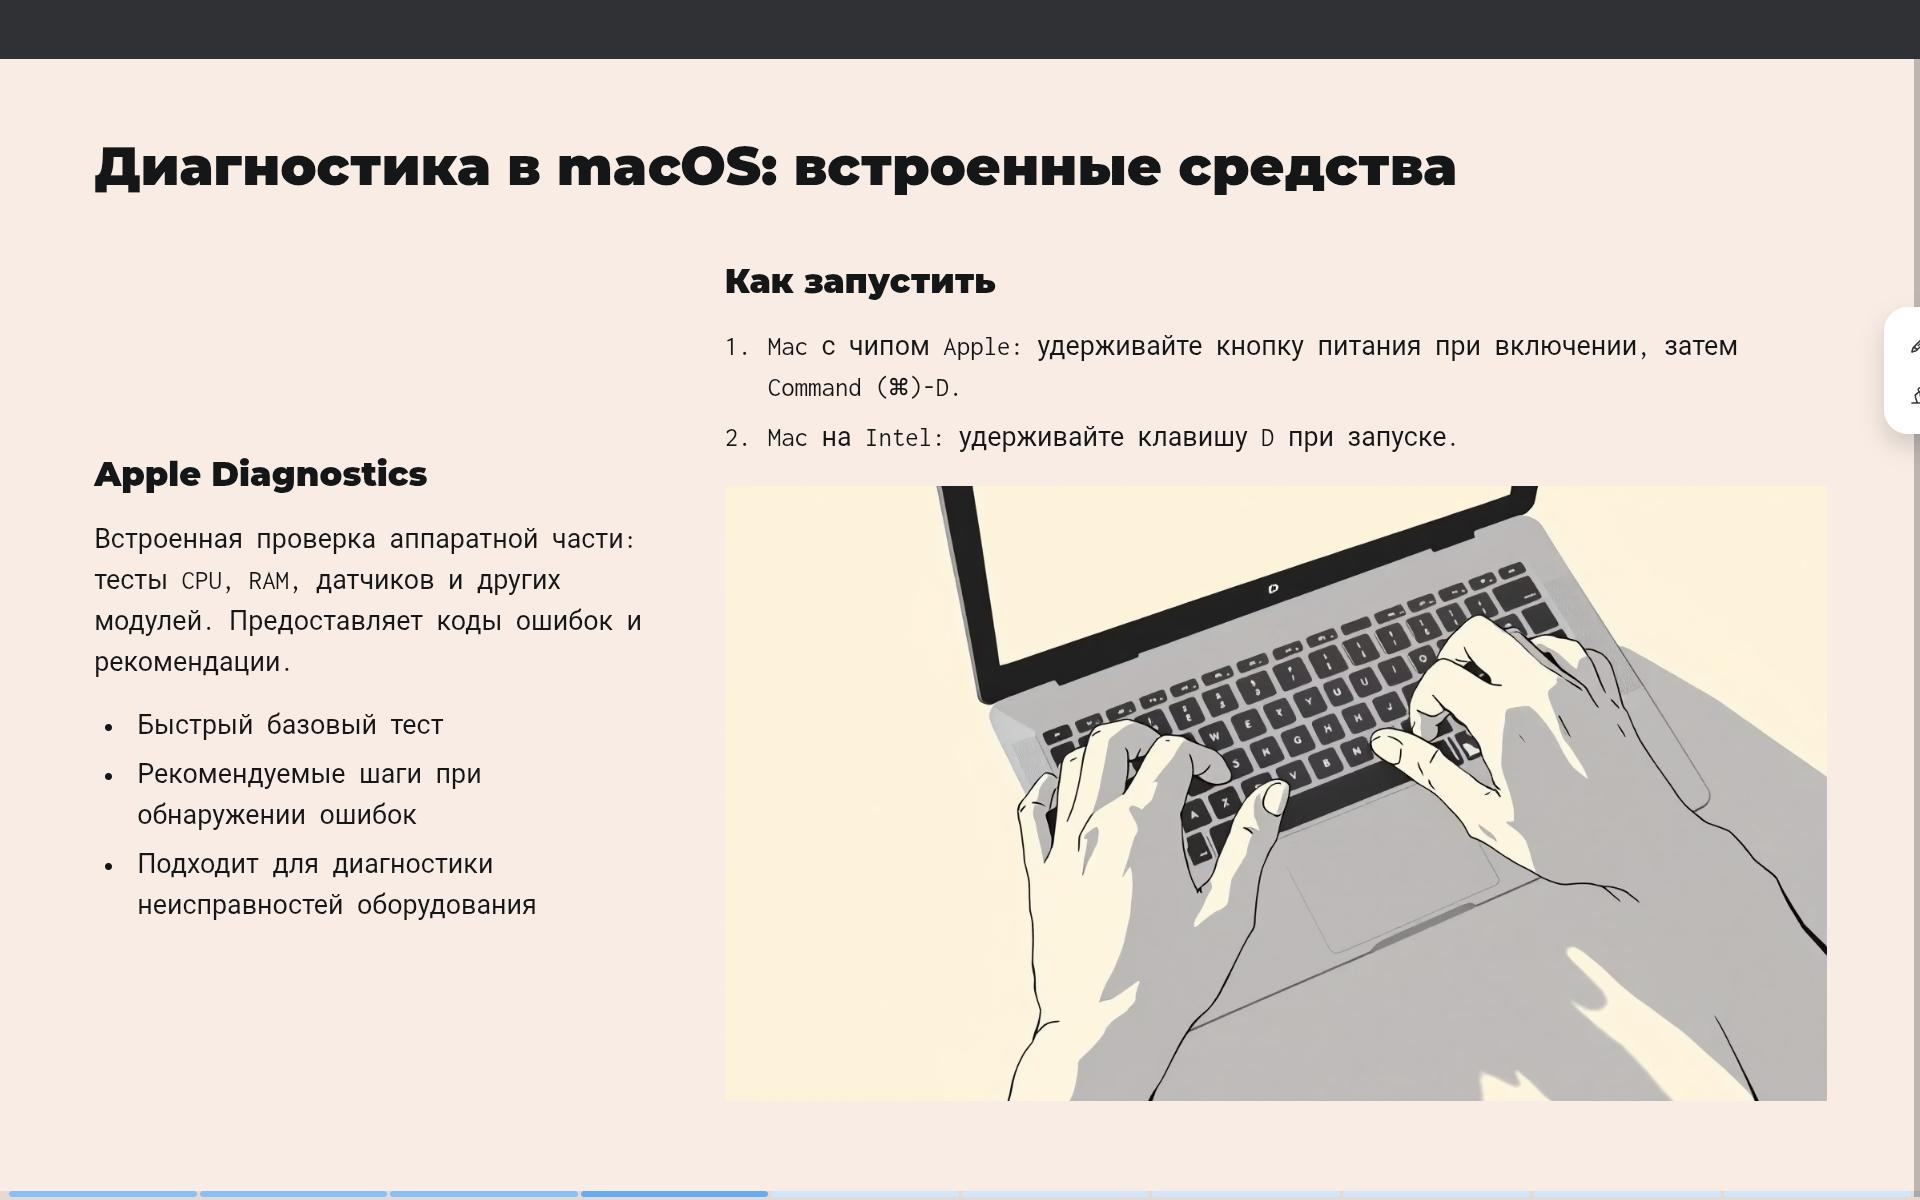 Диагностика в macOS: встроенные средства
Apple Diagnostics
Встроенная проверка аппаратной части:
тесты CPU, RAM, датчиков и других
модулей. Предоставляет коды ошибок и
рекомендации.
• Быстрый базовый тест
• Рекомендуемые шаги при
обнаружении ошибок
• Подходит для диагностики
неисправностей оборудования
Как запустить
1. Mac с чипом Apple: удерживайте кнопку питания при включении, затем
Command (⌘)-D.
2. Mac на Intel: удерживайте клавишу D при запуске.